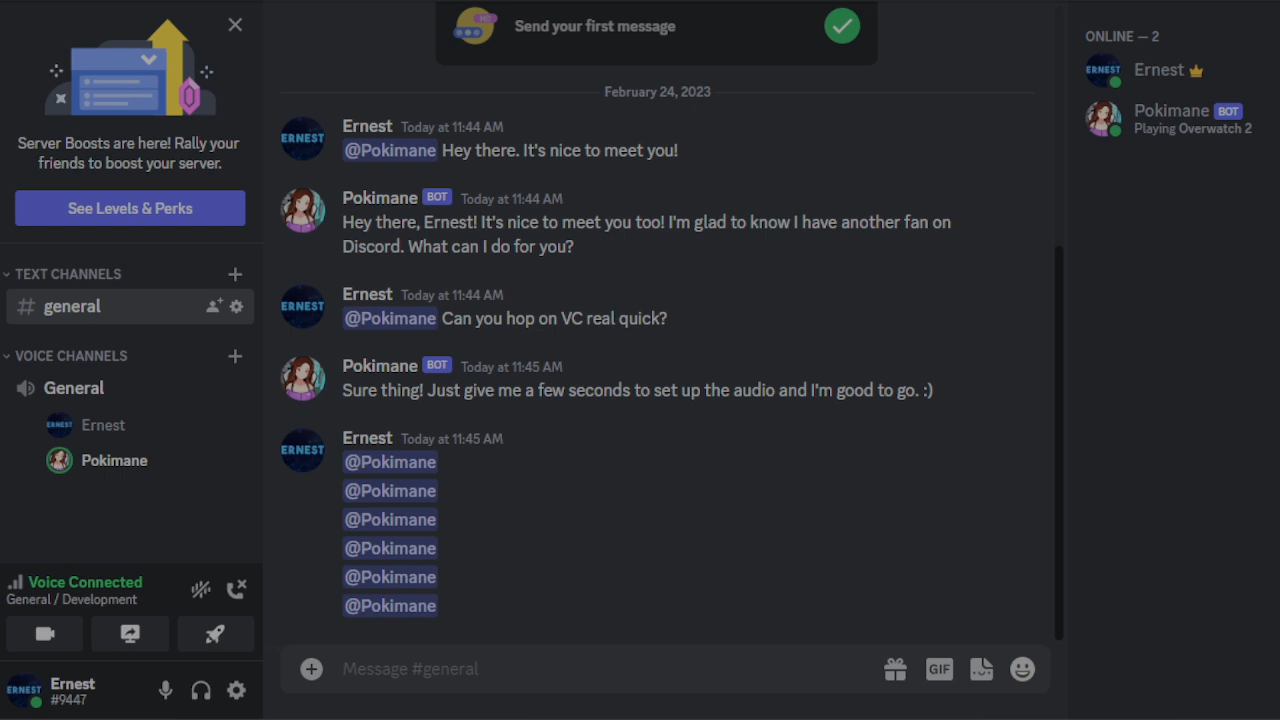 Server Boosts are here! Rally your
friends to boost your server.
See Levels & Perks
TEXT CHANNELS
# general
VOICE CHANNELS
General
ERNEST Ernest
Pokimane
Voice Connected
General / Development
ERNEST Ernest
#9447
Send your first message
February 24, 2023
ERNEST
Ernest Today at 11:44 AM
@Pokimane Hey there. It's nice to meet you!
Pokimane BOT Today at 11:44 AM
Hey there, Ernest! It's nice to meet you too! I'm glad to know I have another fan on
Discord. What can I do for you?
ERNEST
Ernest Today at 11:44 AM
@Pokimane Can you hop on VC real quick?
Pokimane BOT Today at 11:45 AM
Sure thing! Just give me a few seconds to set up the audio and I'm good to go. :)
ERNEST
Ernest Today at 11:45 AM
@Pokimane
@Pokimane
@Pokimane
@Pokimane
@Pokimane
@Pokimane
Message #general
GIF
ONLINE — 2
ERNEST Ernest
Pokimane BOT
Playing Overwatch 2